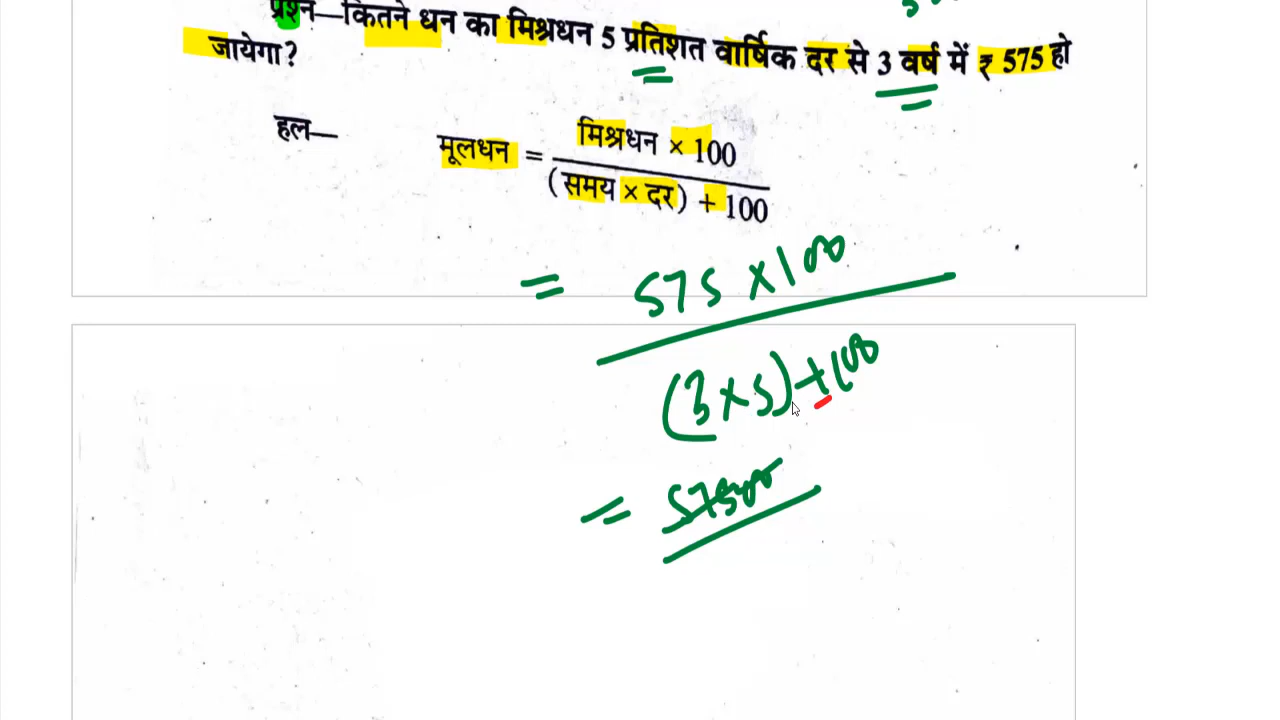 प्रश्न—कितने धन का मिश्रधन 5 प्रतिशत वार्षिक दर से 3 वर्ष में ₹ 575 हो
जायेगा?
हल—
मूलधन = मिश्रधन × 100
(समय × दर) + 100
= 575 × 100
(3 × 5) + 100
= 57500